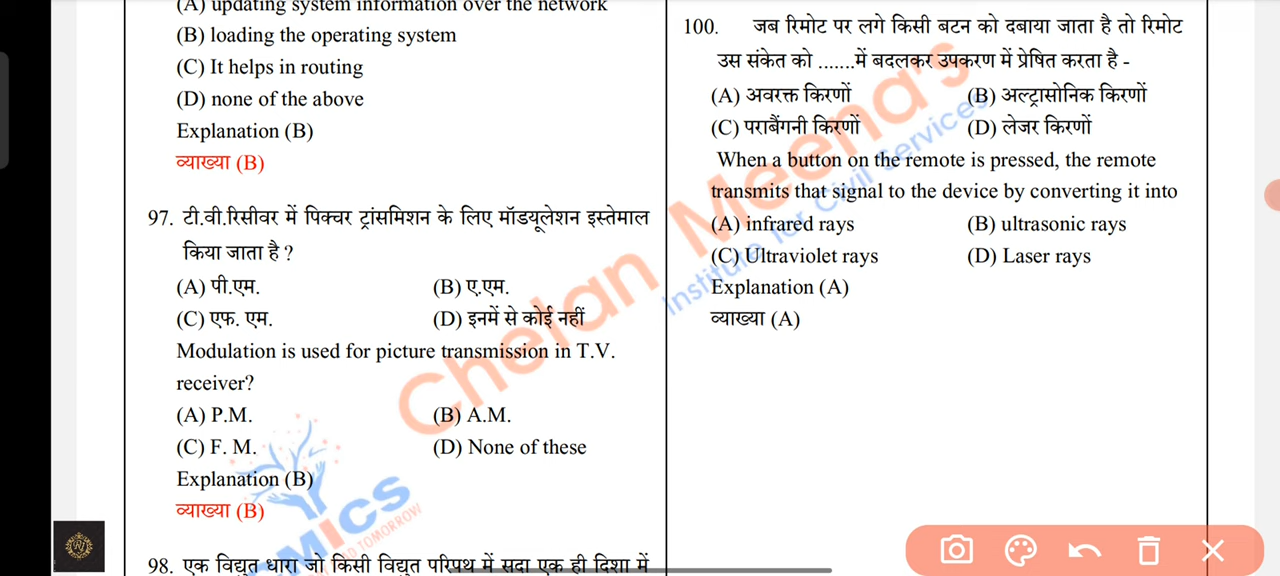 (A) updating system information over the network
(B) loading the operating system
(C) It helps in routing
(D) none of the above
Explanation (B)
व्याख्या (B)
97. टी.वी.रिसीवर में पिक्चर ट्रांसमिशन के लिए मॉडयूलेशन इस्तेमाल
किया जाता है ?
(A) पी.एम. (B) ए.एम.
(C) एफ. एम. (D) इनमें से कोई नहीं
Modulation is used for picture transmission in T.V.
receiver?
(A) P.M. (B) A.M.
(C) F. M. (D) None of these
Explanation (B)
व्याख्या (B)
98. एक विद्युत धारा जो किसी विद्युत परिपथ में सदा एक ही दिशा में
100. जब रिमोट पर लगे किसी बटन को दबाया जाता है तो रिमोट
उस संकेत को .......में बदलकर उपकरण में प्रेषित करता है -
(A) अवरक्त किरणों (B) अल्ट्रासोनिक किरणों
(C) पराबैंगनी किरणों (D) लेजर किरणों
When a button on the remote is pressed, the remote
transmits that signal to the device by converting it into
(A) infrared rays (B) ultrasonic rays
(C) Ultraviolet rays (D) Laser rays
Explanation (A)
व्याख्या (A)
Chetan Meena's
Institute for Civil Services
MICS
TOMORROW